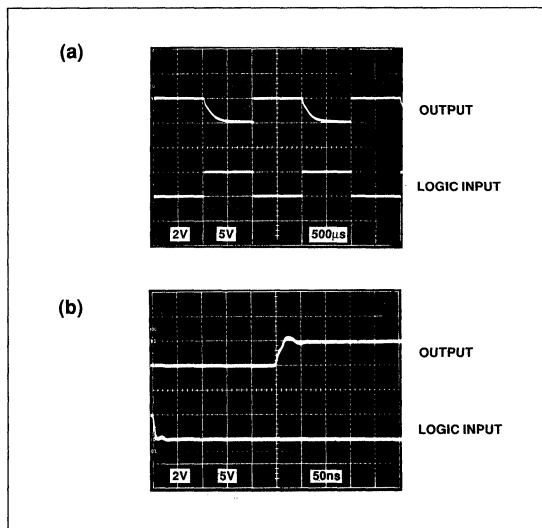 (a)
OUTPUT
LOGIC INPUT
2V 5V 500µs
(b)
OUTPUT
LOGIC INPUT
2V 5V 50ns